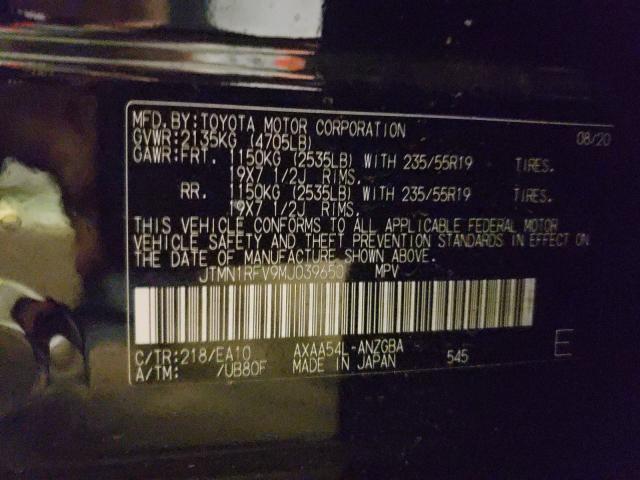 MFD. BY: TOYOTA MOTOR CORPORATION 08/20
GVWR: 2135KG (4705LB)
GAWR: FRT. 1150KG (2535LB) WITH 235/55R19 TIRES.
19X7 1/2J RIMS.
RR. 1150KG (2535LB) WITH 235/55R19 TIRES.
19X7 1/2J RIMS.
THIS VEHICLE CONFORMS TO ALL APPLICABLE FEDERAL MOTOR
VEHICLE SAFETY AND THEFT PREVENTION STANDARDS IN EFFECT ON
THE DATE OF MANUFACTURE SHOWN ABOVE.
JTMN1RFV9MJ039650 MPV
C/TR: 218/EA10 AXAA54L-ANZGBA E
A/TM: /UB80F MADE IN JAPAN 545